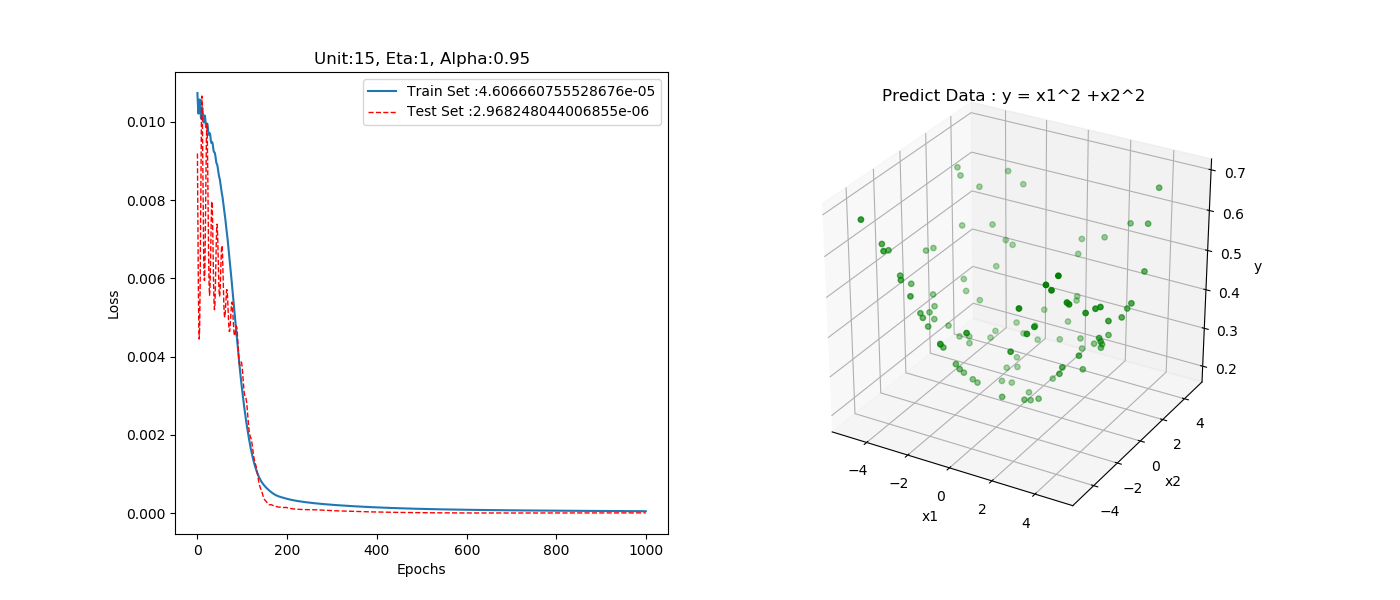 Unit:15, Eta:1, Alpha:0.95
Train Set :4.606660755528676e-05
Test Set :2.968248044006855e-06
0.010
0.008
0.006
0.004
0.002
0.000
Loss
0 200 400 600 800 1000
Epochs
Predict Data : y = x1^2 +x2^2
0.7
0.6
0.5
0.4
0.3
0.2
y
4
2
0
−2
−4
x2
−4
−2
0
2
4
x1